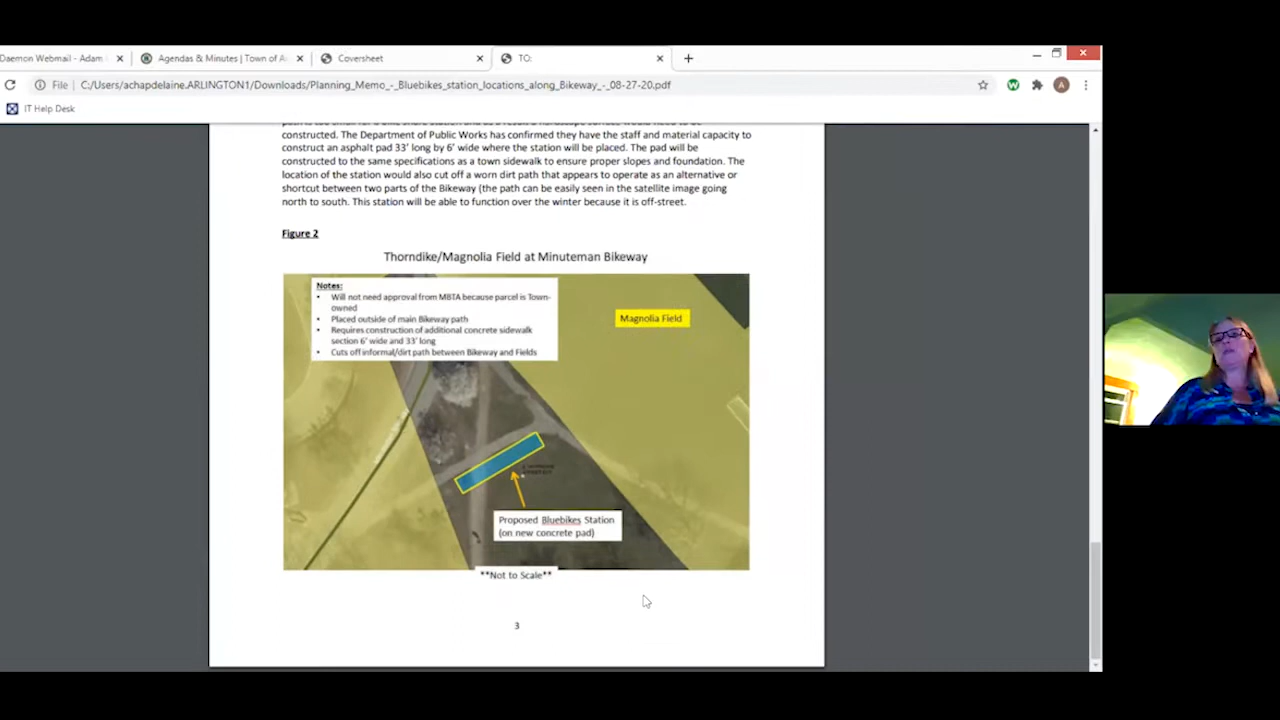 Daemon Webmail - Adam
Agendas & Minutes | Town of A
Coversheet
TO:
File
C:/Users/achapdelaine.ARLINGTON1/Downloads/Planning_Memo_-_Bluebikes_station_locations_along_Bikeway_-_08-27-20.pdf
W
A
IT Help Desk
constructed. The Department of Public Works has confirmed they have the staff and material capacity to
construct an asphalt pad 33' long by 6' wide where the station will be placed. The pad will be
constructed to the same specifications as a town sidewalk to ensure proper slopes and foundation. The
location of the station would also cut off a worn dirt path that appears to operate as an alternative or
shortcut between two parts of the Bikeway (the path can be easily seen in the satellite image going
north to south. This station will be able to function over the winter because it is off-street.
Figure 2
Thorndike/Magnolia Field at Minuteman Bikeway
Notes:
• Will not need approval from MBTA because parcel is Town-
owned
• Placed outside of main Bikeway path
• Requires construction of additional concrete sidewalk
section 6' wide and 33' long
• Cuts off informal/dirt path between Bikeway and Fields
Magnolia Field
Proposed Bluebikes Station
(on new concrete pad)
**Not to Scale**
3